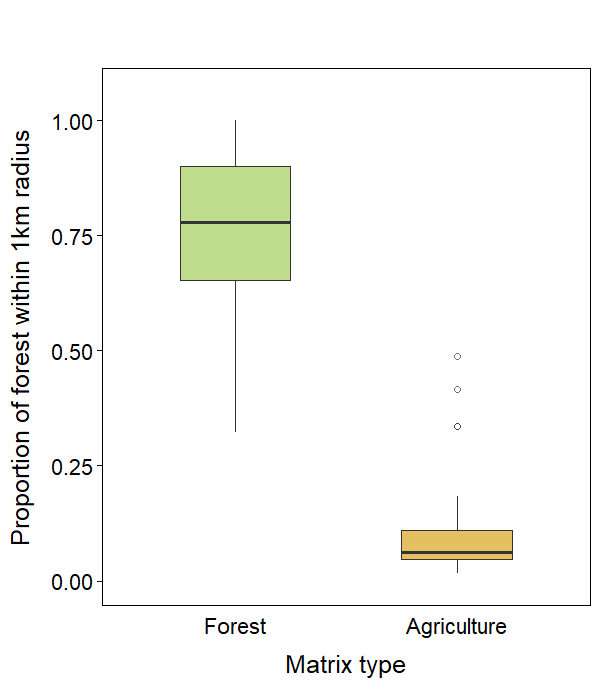 Proportion of forest within 1km radius
1.00
0.75
0.50
0.25
0.00
Forest
Agriculture
Matrix type